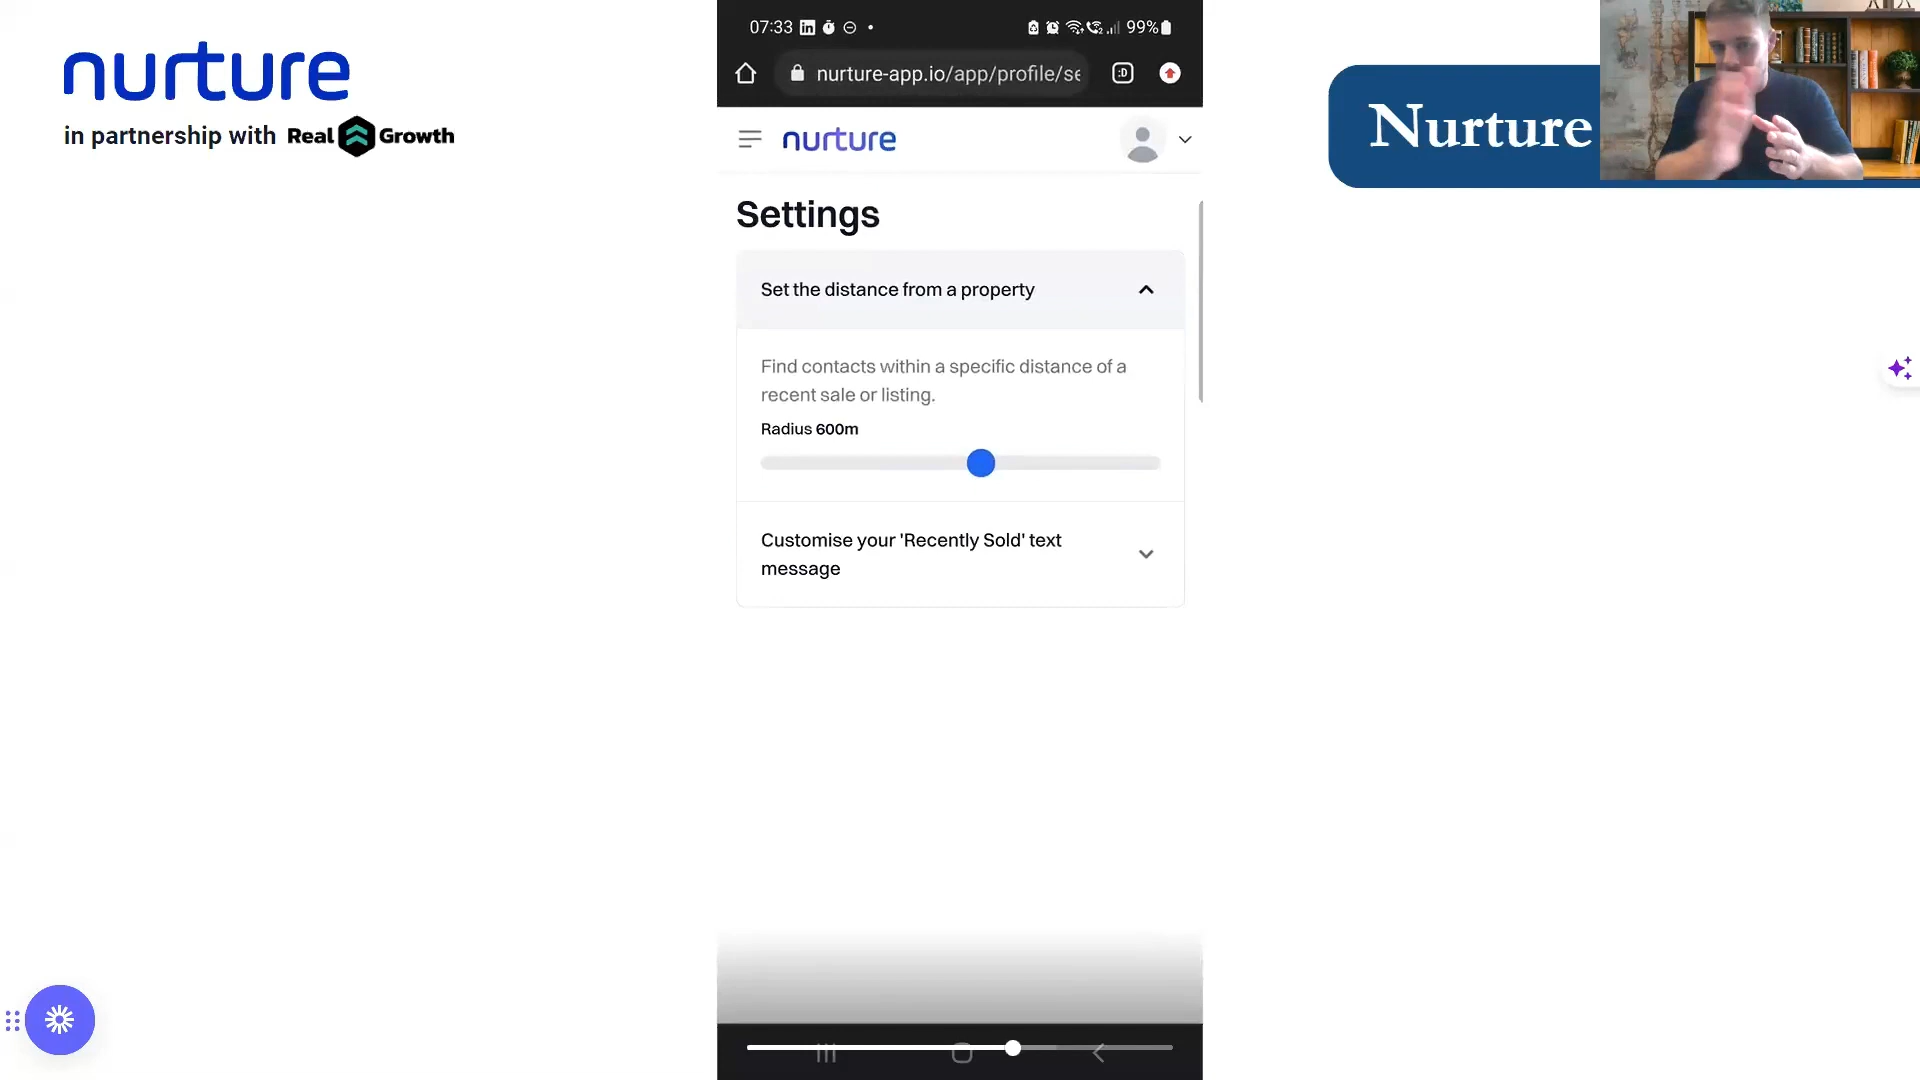 nurture
in partnership with Real Growth
07:33
99%
nurture-app.io/app/profile/se
:D
nurture
Settings
Set the distance from a property
Find contacts within a specific distance of a
recent sale or listing.
Radius 600m
Customise your 'Recently Sold' text
message
Nurture